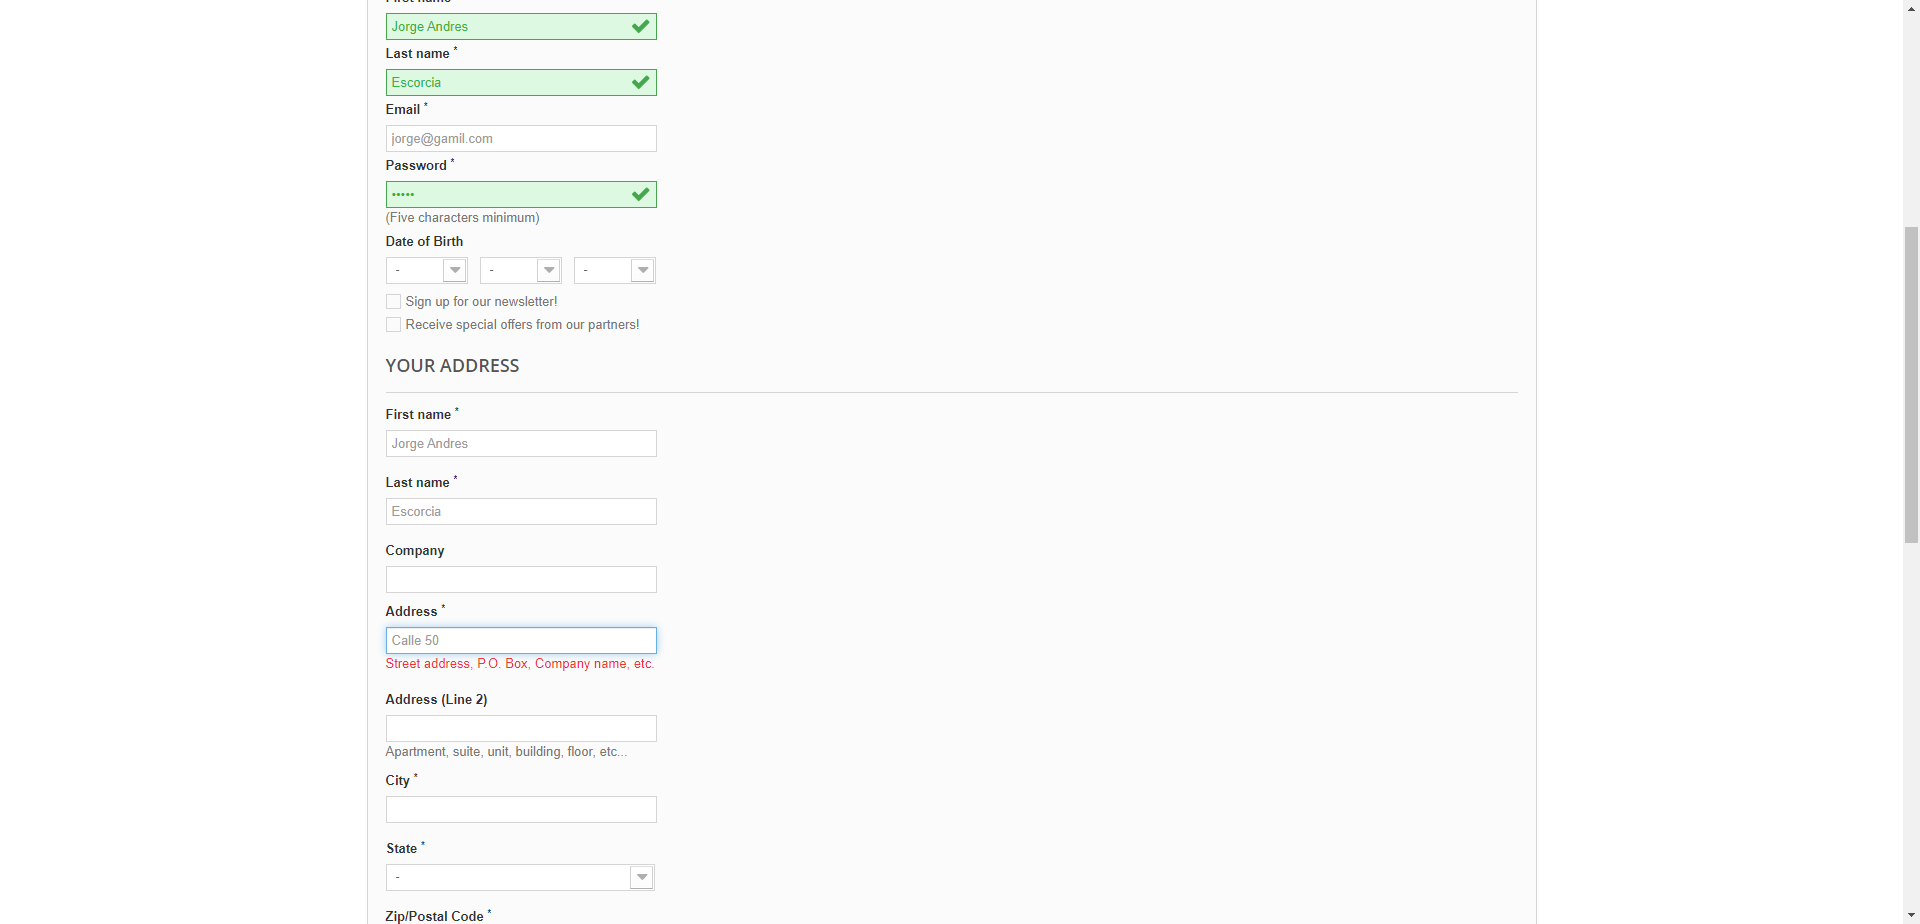 First name
Jorge Andres
Last name *
Escorcia
Email *
jorge@gamil.com
Password *
•••••
(Five characters minimum)
Date of Birth
- - -
Sign up for our newsletter!
Receive special offers from our partners!
YOUR ADDRESS
First name *
Jorge Andres
Last name *
Escorcia
Company
Address *
Calle 50
Street address, P.O. Box, Company name, etc.
Address (Line 2)
Apartment, suite, unit, building, floor, etc...
City *
State *
-
Zip/Postal Code *